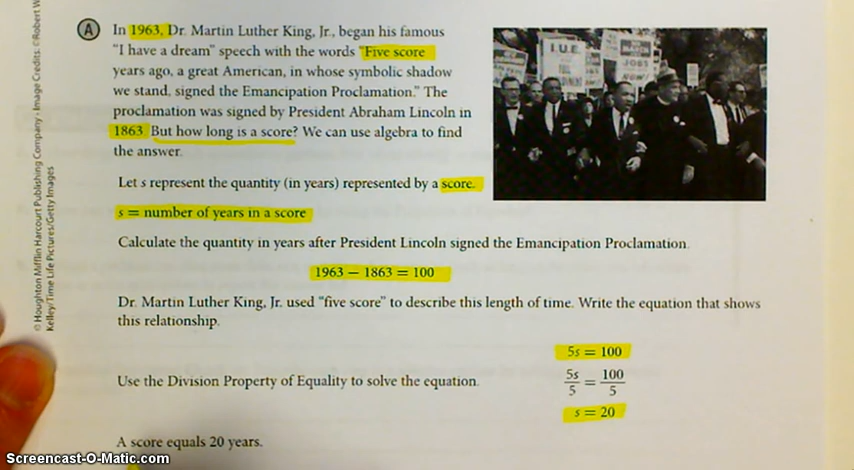 A
In 1963, Dr. Martin Luther King, Jr., began his famous
"I have a dream" speech with the words "Five score
years ago, a great American, in whose symbolic shadow
we stand, signed the Emancipation Proclamation." The
proclamation was signed by President Abraham Lincoln in
1863 But how long is a score? We can use algebra to find
the answer.
I.U.E.
FULL
MARCH
JOBS
NOW!
Let s represent the quantity (in years) represented by a score.
s = number of years in a score
Calculate the quantity in years after President Lincoln signed the Emancipation Proclamation.
1963 − 1863 = 100
Dr. Martin Luther King, Jr. used "five score" to describe this length of time. Write the equation that shows
this relationship.
5s = 100
Use the Division Property of Equality to solve the equation.
5s/5 = 100/5
s = 20
A score equals 20 years.
© Houghton Mifflin Harcourt Publishing Company · Image Credits: ©Robert W.
Kelley/Time Life Pictures/Getty Images
Screencast-O-Matic.com